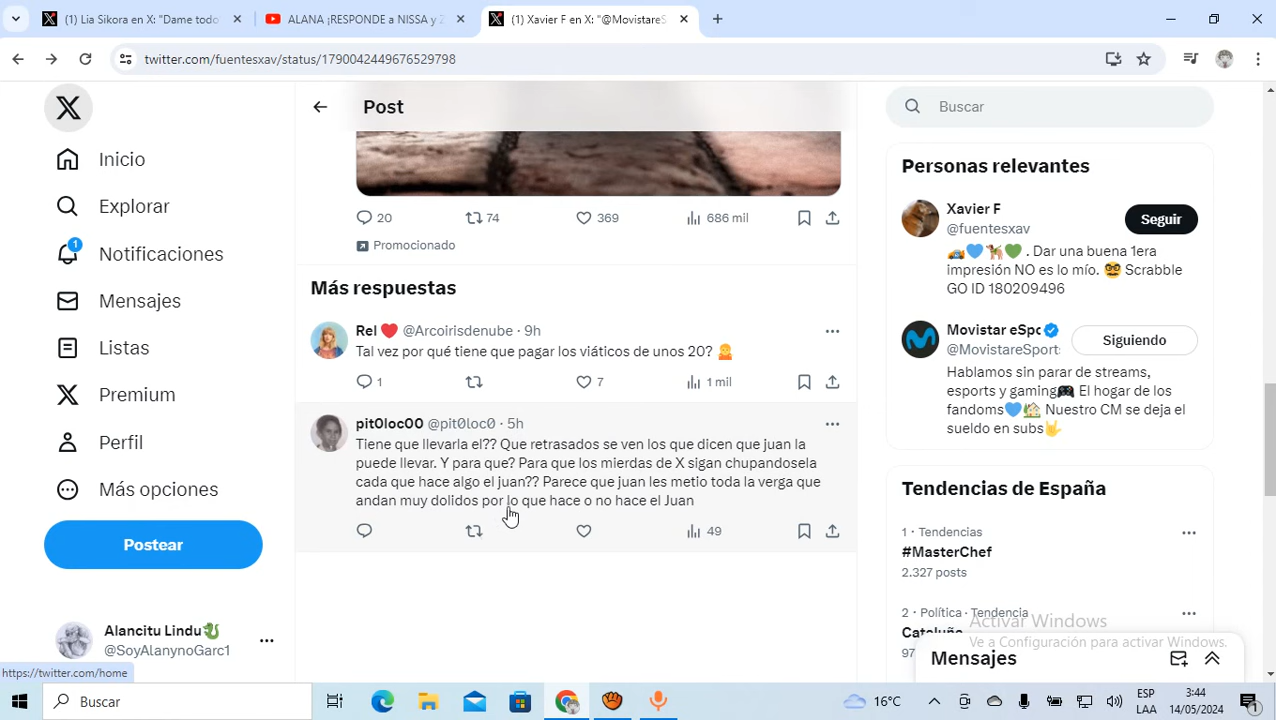 (1) Lia Sikora en X: "Dame todo
ALANA ¡RESPONDE a NISSA y Z
(1) Xavier F en X: "@MovistareS
twitter.com/fuentesxav/status/1790042449676529798
Inicio
Explorar
1
Notificaciones
Mensajes
Listas
Premium
Perfil
Más opciones
Postear
Alancitu Lindu
@SoyAlanynoGarc1
https://twitter.com/home
Post
20 74 369 686 mil
Promocionado
Más respuestas
Rel @Arcoirisdenube · 9h
Tal vez por qué tiene que pagar los viáticos de unos 20?
1 7 1 mil
pit0loc00 @pit0loc0 · 5h
Tiene que llevarla el?? Que retrasados se ven los que dicen que juan la
puede llevar. Y para que? Para que los mierdas de X sigan chupandosela
cada que hace algo el juan?? Parece que juan les metio toda la verga que
andan muy dolidos por lo que hace o no hace el Juan
49
Buscar
Personas relevantes
Xavier F
@fuentesxav
Seguir
. Dar una buena 1era
impresión NO es lo mío. Scrabble
GO ID 180209496
Movistar eSpo
@MovistareSport
Siguiendo
Hablamos sin parar de streams,
esports y gaming El hogar de los
fandoms Nuestro CM se deja el
sueldo en subs
Tendencias de España
1 · Tendencias
#MasterChef
2.327 posts
2 · Política · Tendencia
Cataluña
97
Activar Windows
Ve a Configuración para activar Windows.
Mensajes
Buscar
16°C
ESP
LAA
3:44
14/05/2024
1